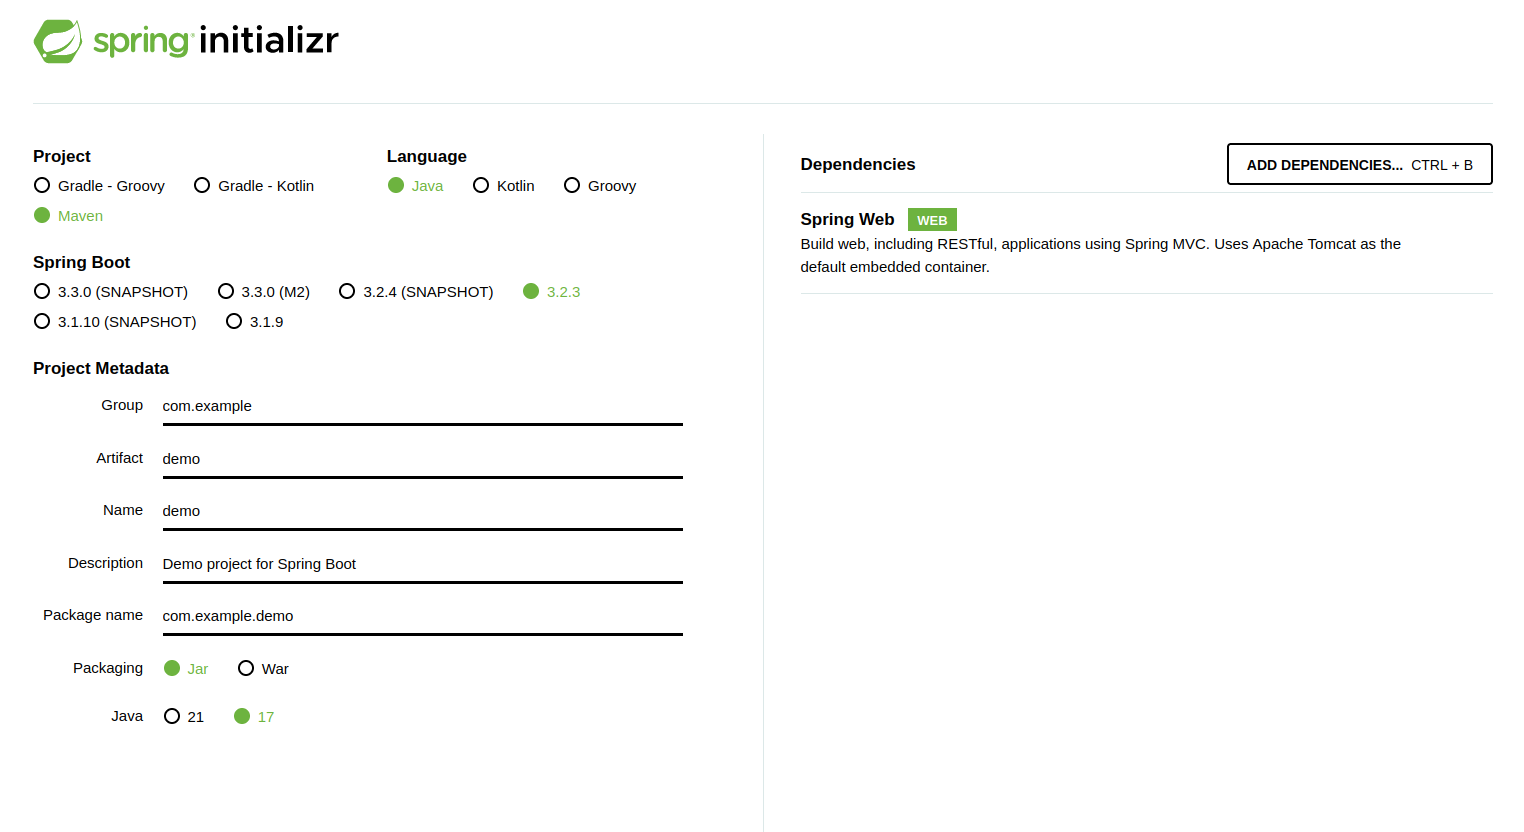 spring initializr
Project
Gradle - Groovy
Gradle - Kotlin
Maven
Language
Java
Kotlin
Groovy
Spring Boot
3.3.0 (SNAPSHOT)
3.3.0 (M2)
3.2.4 (SNAPSHOT)
3.2.3
3.1.10 (SNAPSHOT)
3.1.9
Project Metadata
Group com.example
Artifact demo
Name demo
Description Demo project for Spring Boot
Package name com.example.demo
Packaging Jar War
Java 21 17
Dependencies
ADD DEPENDENCIES... CTRL + B
Spring Web WEB
Build web, including RESTful, applications using Spring MVC. Uses Apache Tomcat as the
default embedded container.